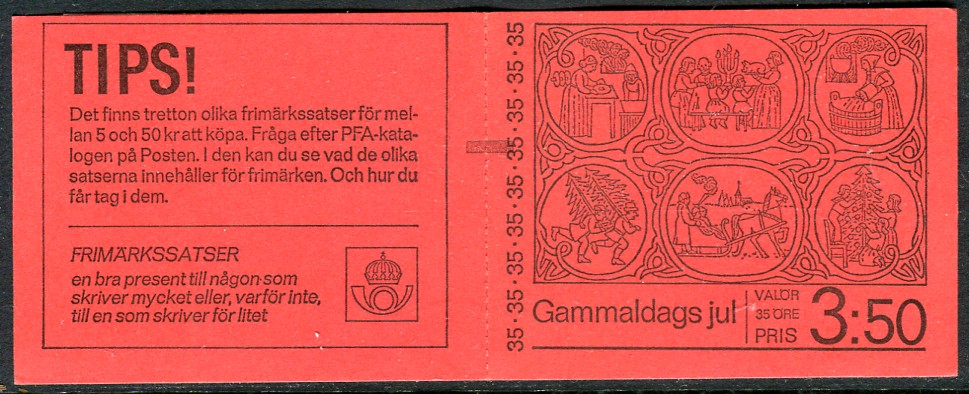 TIPS!
Det finns tretton olika frimärkssatser för mel-
lan 5 och 50 kr att köpa. Fråga efter PFA-kata-
logen på Posten. I den kan du se vad de olika
satserna innehåller för frimärken. Och hur du
får tag i dem.
FRIMÄRKSSATSER
en bra present till någon som
skriver mycket eller, varför inte,
till en som skriver för litet
35·35·35·35·35·35·35·35
Gammaldags jul
VALÖR
35 ÖRE
PRIS
3:50